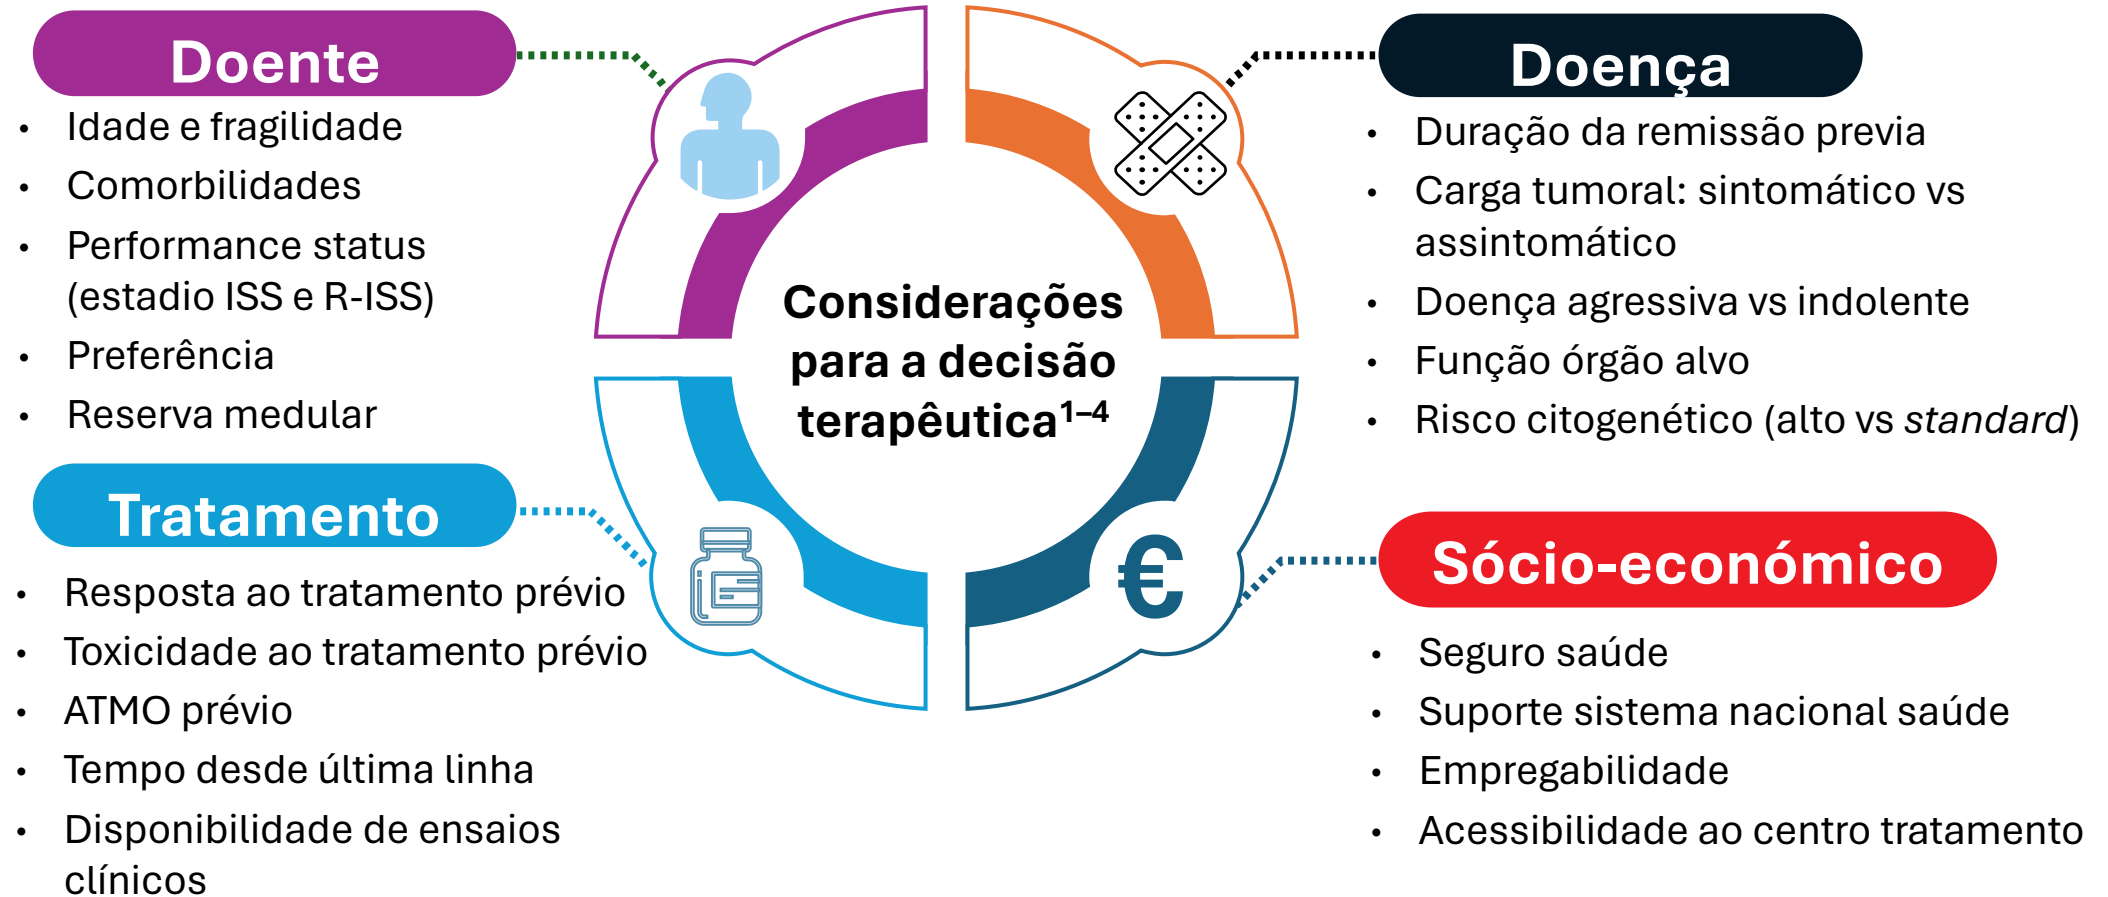 Doente
• Idade e fragilidade
• Comorbilidades
• Performance status
(estadio ISS e R-ISS)
• Preferência
• Reserva medular
Tratamento
• Resposta ao tratamento prévio
• Toxicidade ao tratamento prévio
• ATMO prévio
• Tempo desde última linha
• Disponibilidade de ensaios
clínicos
Considerações
para a decisão
terapêutica¹⁻⁴
€
Doença
• Duração da remissão previa
• Carga tumoral: sintomático vs
assintomático
• Doença agressiva vs indolente
• Função órgão alvo
• Risco citogenético (alto vs standard)
Sócio-económico
• Seguro saúde
• Suporte sistema nacional saúde
• Empregabilidade
• Acessibilidade ao centro tratamento